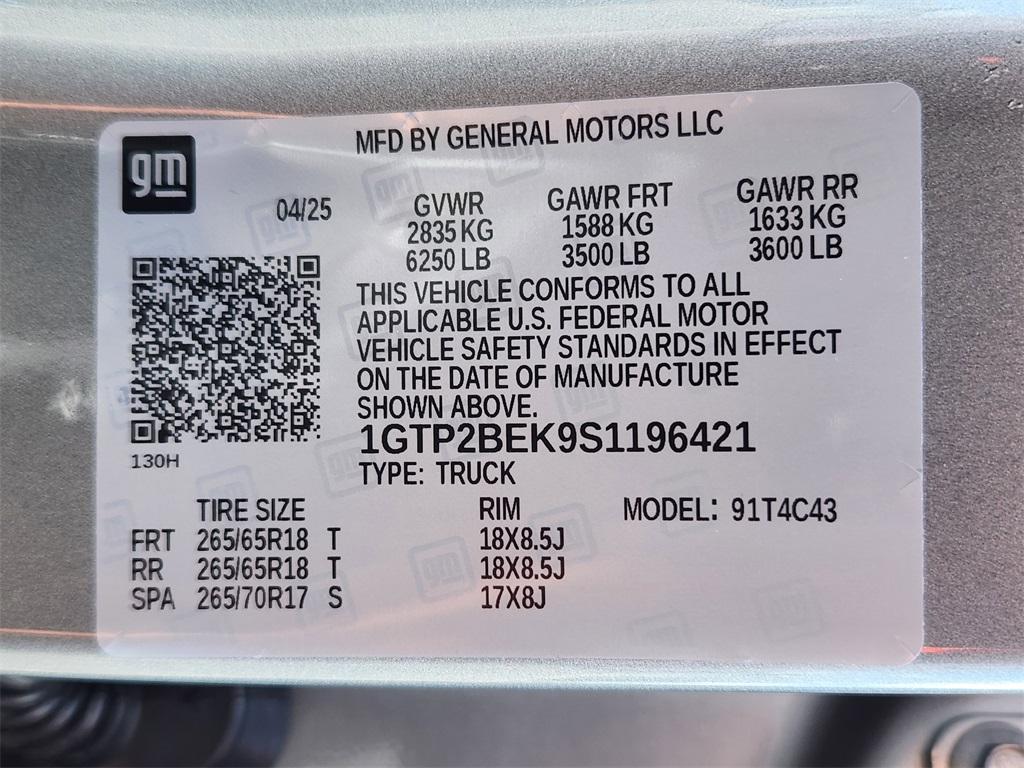 gm
MFD BY GENERAL MOTORS LLC
04/25
GVWR GAWR FRT GAWR RR
2835 KG 1588 KG 1633 KG
6250 LB 3500 LB 3600 LB
THIS VEHICLE CONFORMS TO ALL
APPLICABLE U.S. FEDERAL MOTOR
VEHICLE SAFETY STANDARDS IN EFFECT
ON THE DATE OF MANUFACTURE
SHOWN ABOVE.
1GTP2BEK9S1196421
130H
TYPE: TRUCK
TIRE SIZE RIM MODEL: 91T4C43
FRT 265/65R18 T 18X8.5J
RR 265/65R18 T 18X8.5J
SPA 265/70R17 S 17X8J